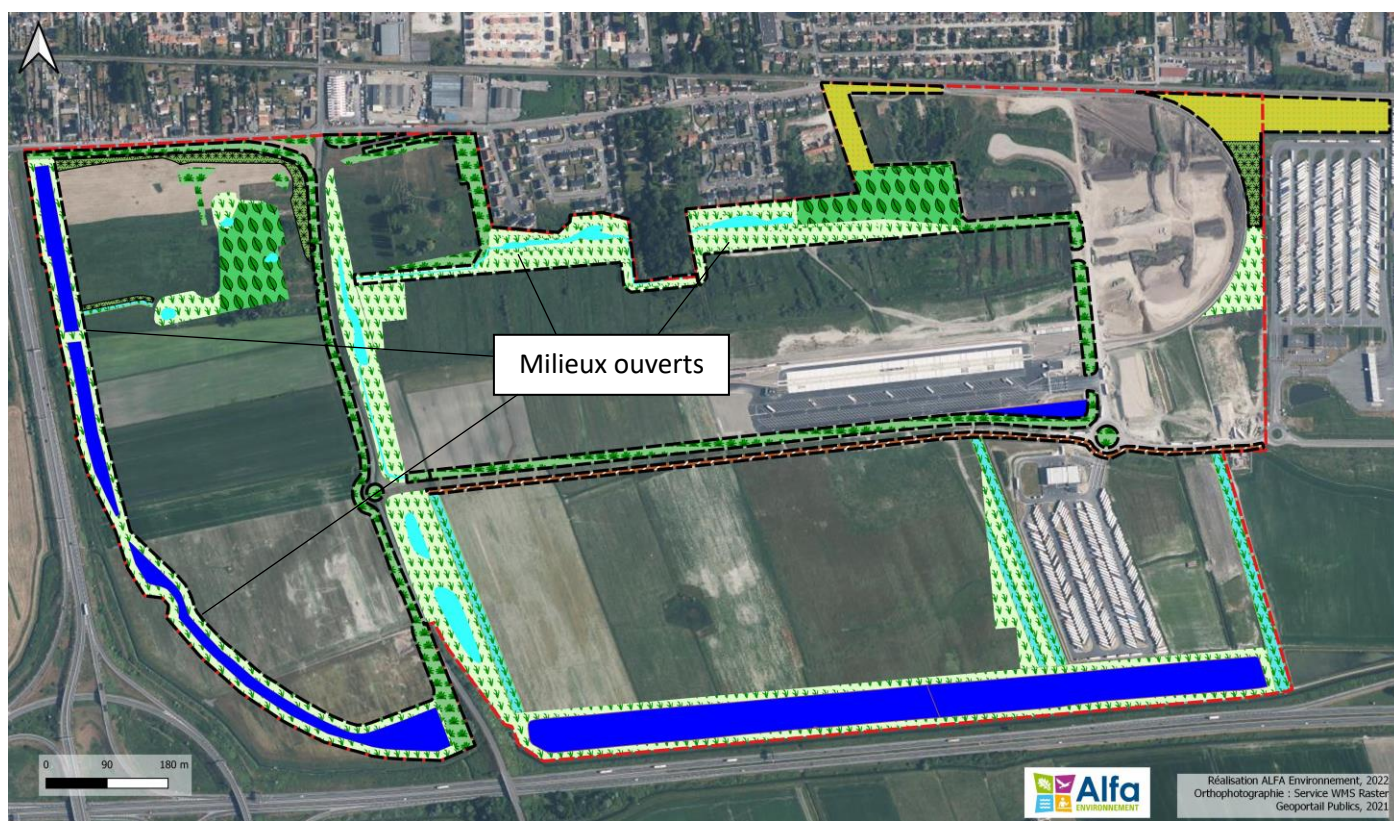 Milieux ouverts
0 90 180 m
Alfa
ENVIRONNEMENT
Réalisation ALFA Environnement, 2022
Orthophotographie : Service WMS Raster
Geoportail Publics, 2021